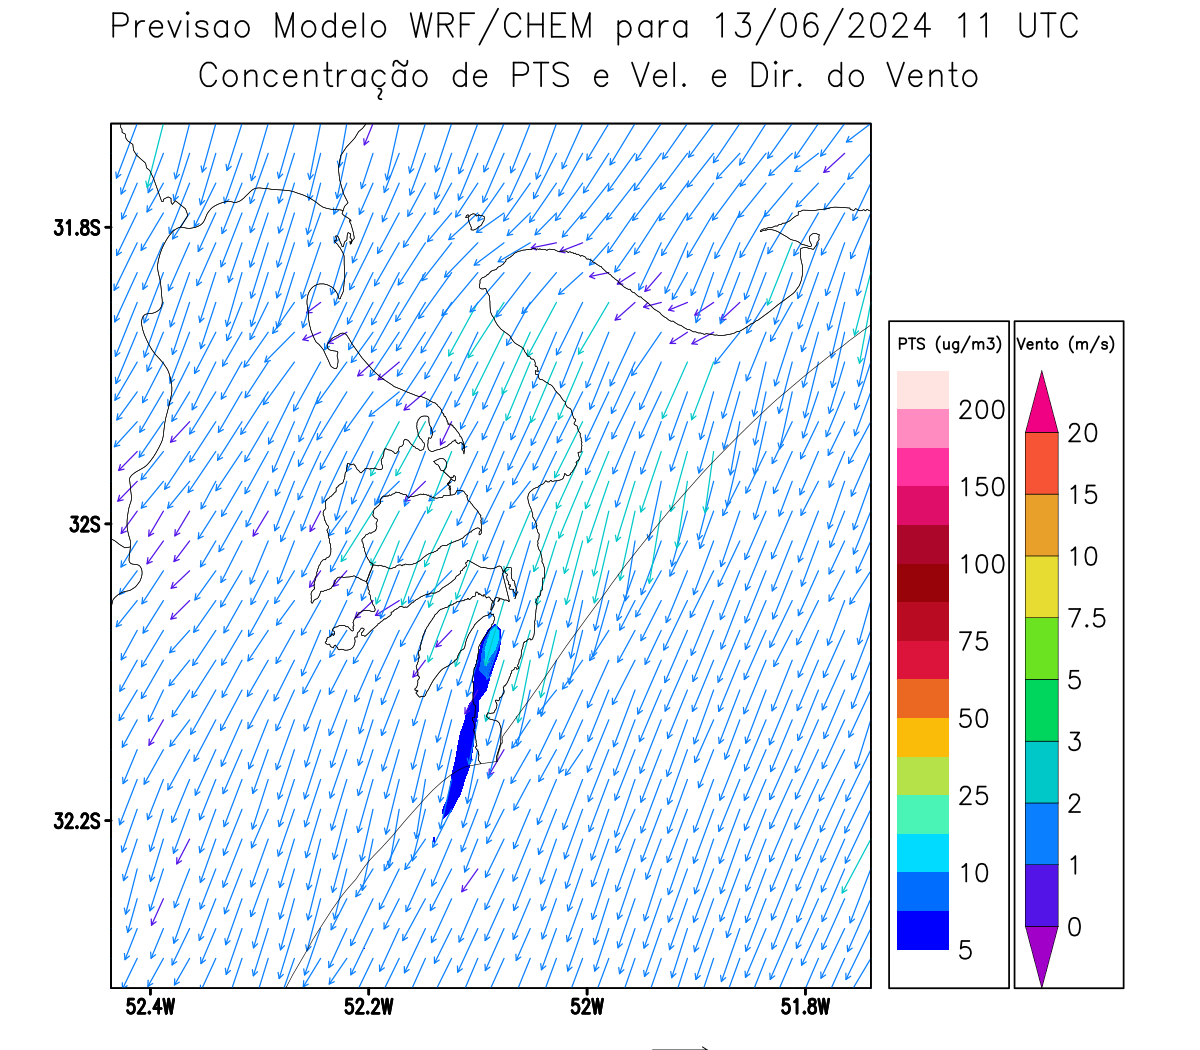 Previsao Modelo WRF/CHEM para 13/06/2024 11 UTC
Concentração de PTS e Vel. e Dir. do Vento
31.8S
32S
32.2S
52.4W 52.2W 52W 51.8W
PTS (ug/m3)
200
150
100
75
50
25
10
5
Vento (m/s)
20
15
10
7.5
5
3
2
1
0